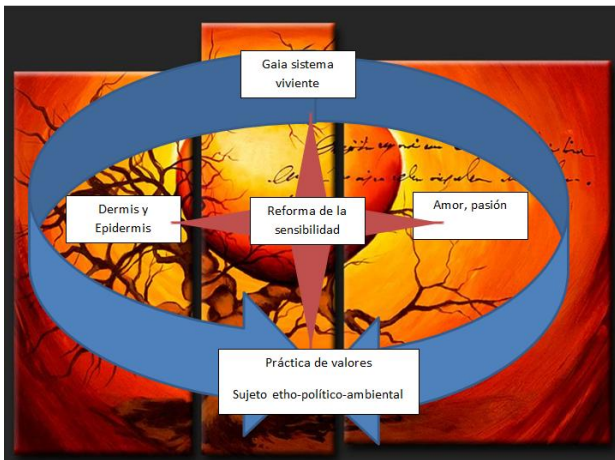 Gaia sistema
viviente
Dermis y
Epidermis
Reforma de la
sensibilidad
Amor, pasión
Práctica de valores
Sujeto etho-político-ambiental